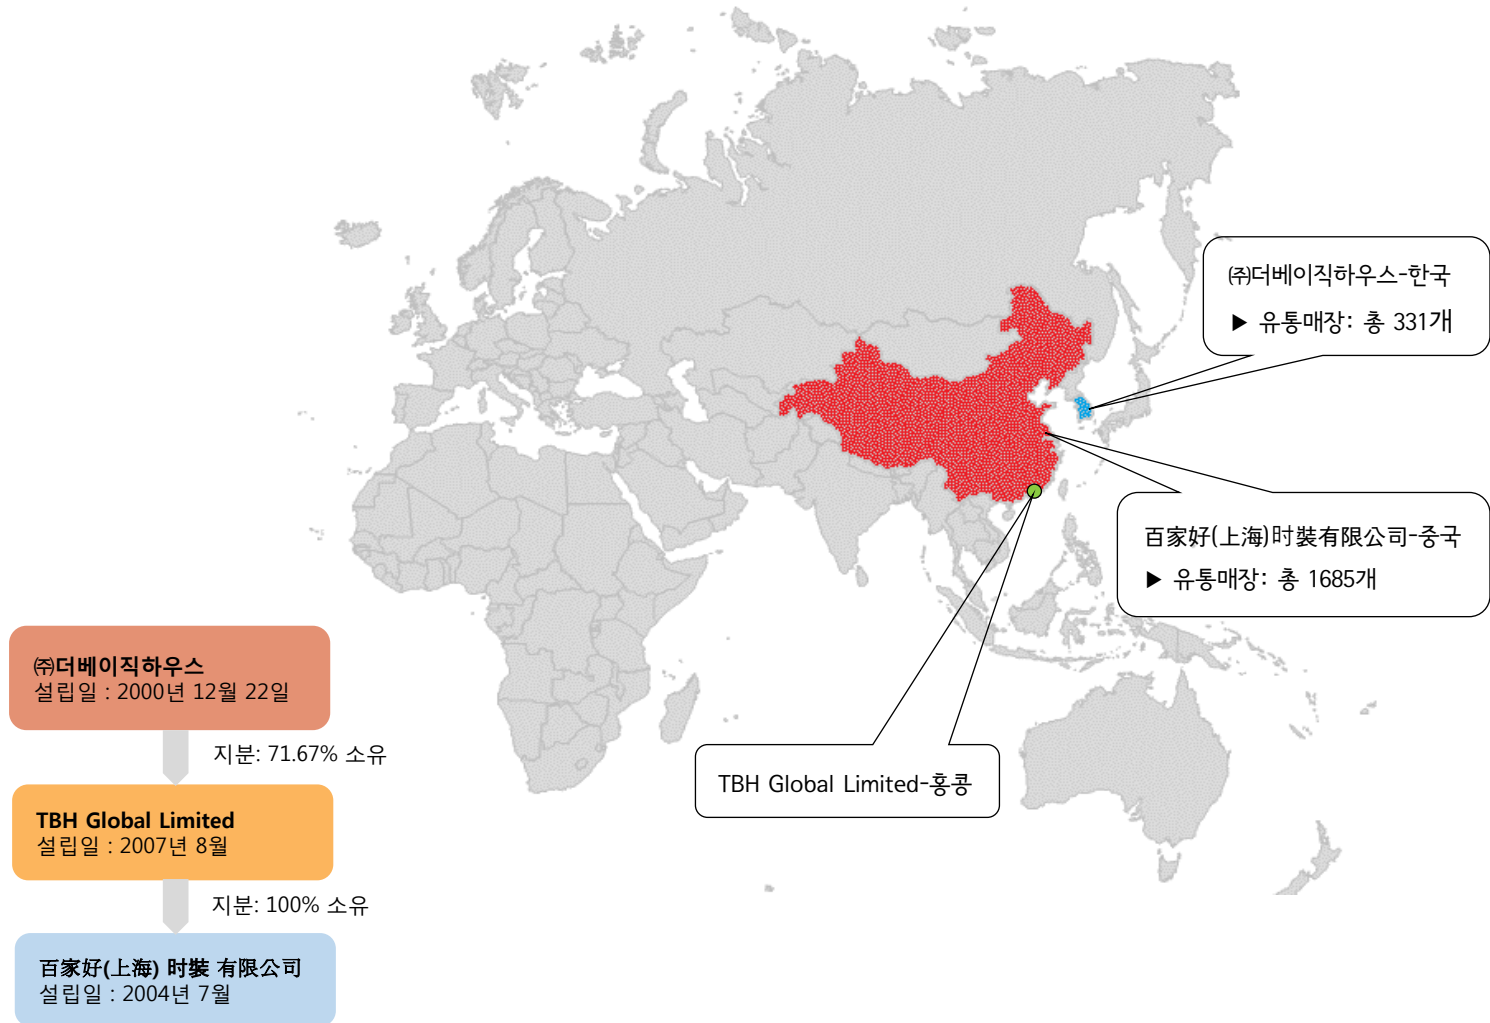 ㈜더베이직하우스-한국
▶ 유통매장: 총 331개
百家好(上海)时裝有限公司-중국
▶ 유통매장: 총 1685개
TBH Global Limited-홍콩
㈜더베이직하우스
설립일 : 2000년 12월 22일
지분: 71.67% 소유
TBH Global Limited
설립일 : 2007년 8월
지분: 100% 소유
百家好(上海) 时裝 有限公司
설립일 : 2004년 7월